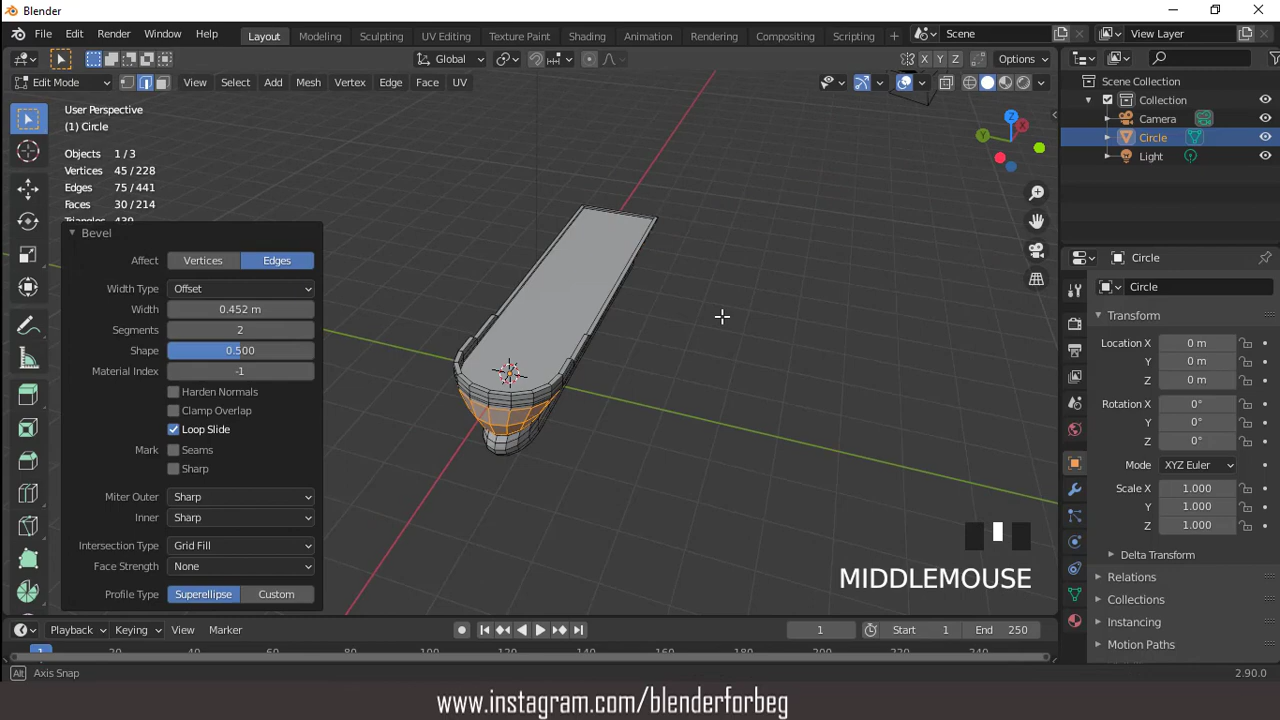 Blender
File Edit Render Window Help Layout Modeling Sculpting UV Editing Texture Paint Shading Animation Rendering Compositing Scripting + Scene View Layer
Global X Y Z Options
Edit Mode View Select Add Mesh Vertex Edge Face UV
User Perspective
(1) Circle
Objects 1 / 3
Vertices 45 / 228
Edges 75 / 441
Faces 30 / 214
Bevel
Affect Vertices Edges
Width Type Offset
Width 0.452 m
Segments 2
Shape 0.500
Material Index -1
Harden Normals
Clamp Overlap
Loop Slide
Mark Seams
Sharp
Miter Outer Sharp
Inner Sharp
Intersection Type Grid Fill
Face Strength None
Profile Type Superellipse Custom
Z X Y
MIDDLEMOUSE
Scene Collection
Collection
Camera
Circle
Light
Circle
Circle
Transform
Location X 0 m
Y 0 m
Z 0 m
Rotation X 0°
Y 0°
Z 0°
Mode XYZ Euler
Scale X 1.000
Y 1.000
Z 1.000
Delta Transform
Relations
Collections
Instancing
Motion Paths
Playback Keying View Marker 1 Start 1 End 250
Alt Axis Snap 2.90.0
www.instagram.com/blenderforbeg